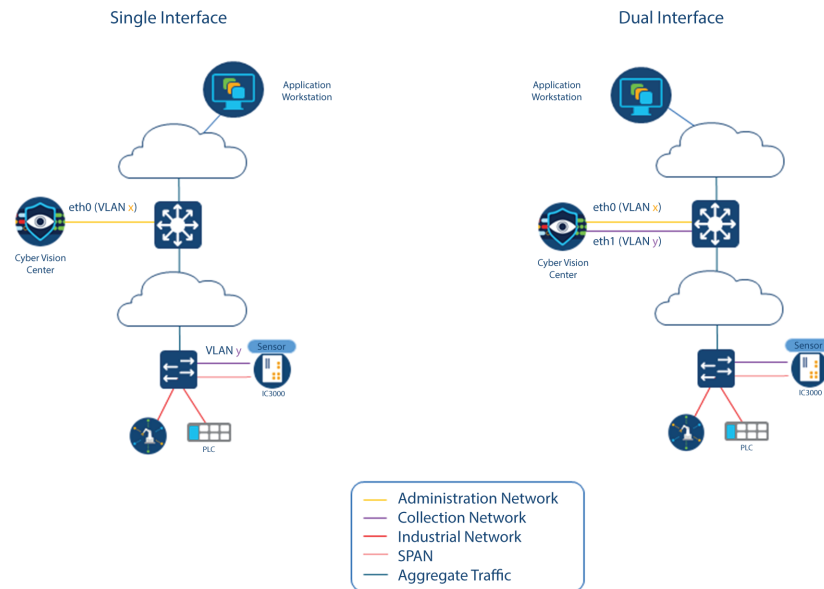 Single Interface
Application
Workstation
eth0 (VLAN x)
Cyber Vision
Center
VLAN y
Sensor
IC3000
PLC
Dual Interface
Application
Workstation
eth0 (VLAN x)
eth1 (VLAN y)
Cyber Vision
Center
Sensor
IC3000
PLC
Administration Network
Collection Network
Industrial Network
SPAN
Aggregate Traffic